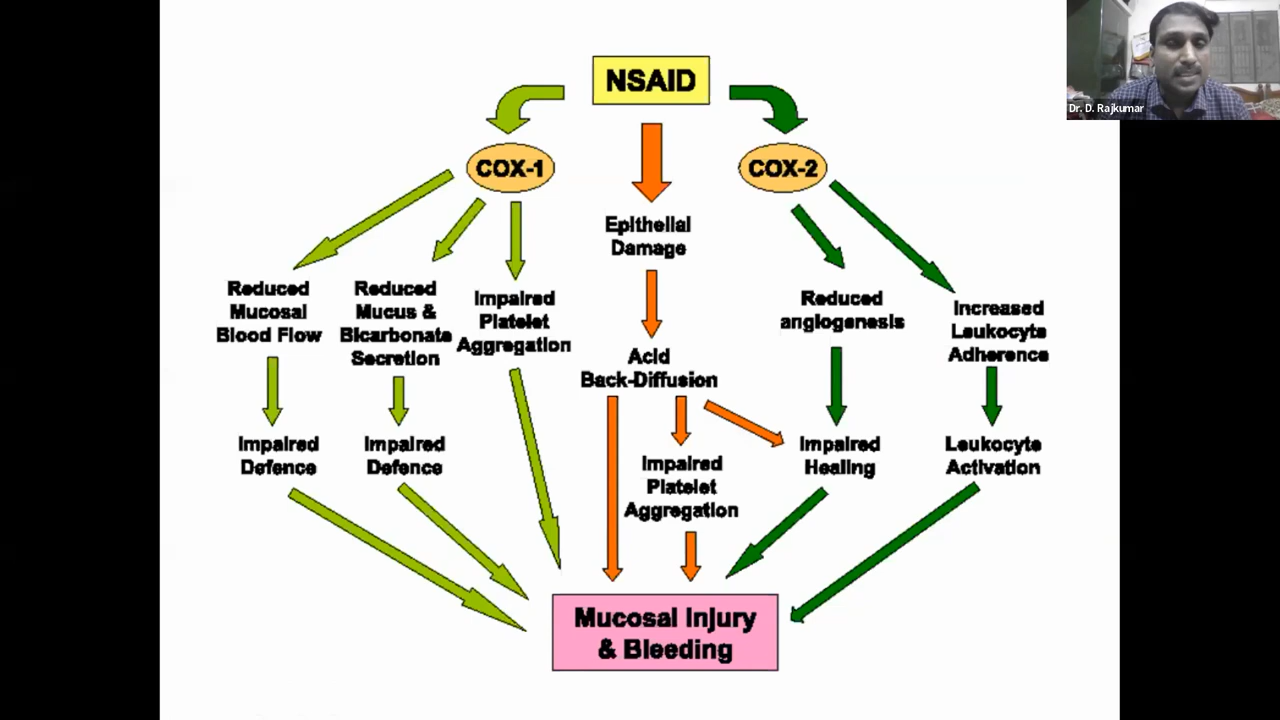 NSAID
Dr. D. Rajkumar
COX-1
COX-2
Epithelial
Damage
Reduced
Mucosal
Blood Flow
Reduced
Mucus &
Bicarbonate
Secretion
Impaired
Platelet
Aggregation
Acid
Back-Diffusion
Reduced
angiogenesis
Increased
Leukocyte
Adherence
Impaired
Defence
Impaired
Defence
Impaired
Platelet
Aggregation
Impaired
Healing
Leukocyte
Activation
Mucosal Injury
& Bleeding